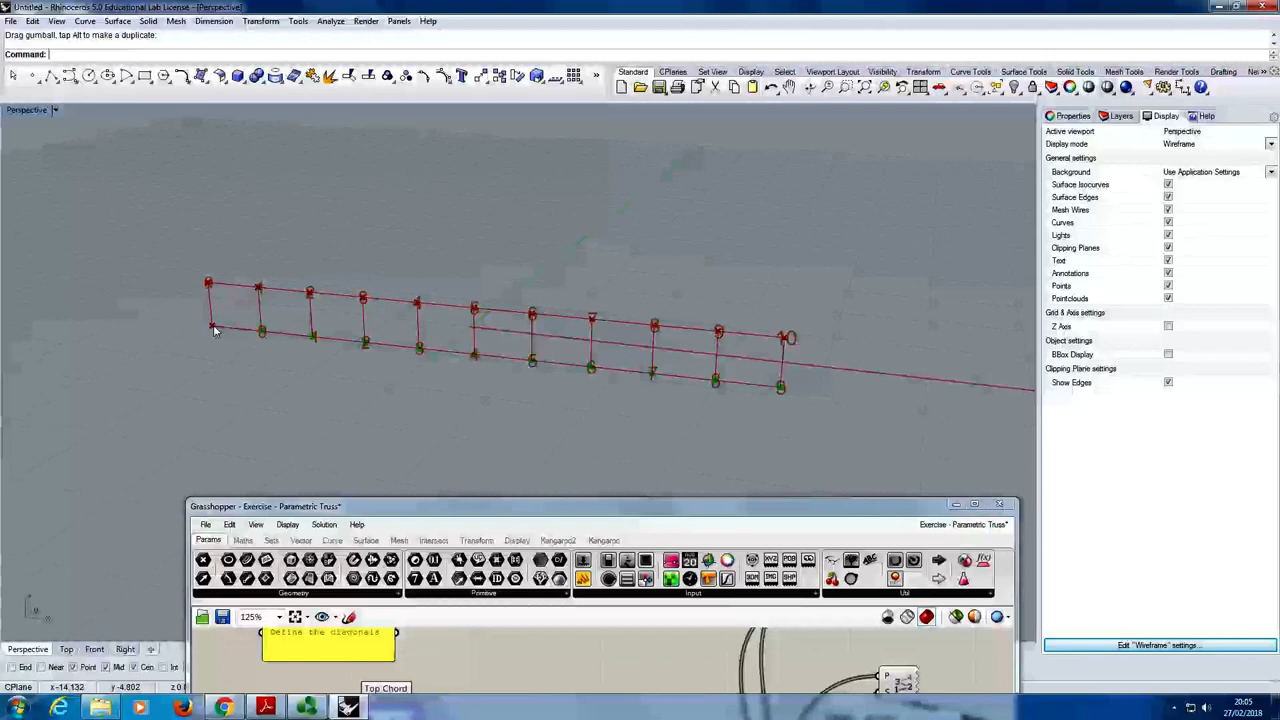 Untitled - Rhinoceros 5.0 Educational Lab License - [Perspective]
File Edit View Curve Surface Solid Mesh Dimension Transform Tools Analyze Render Panels Help
Drag gumball, tap Alt to make a duplicate:
Command:
Standard CPlanes Set View Display Select Viewport Layout Visibility Transform Curve Tools Surface Tools Solid Tools Mesh Tools Render Tools Drafting
Perspective
Properties Layers Display Help
Active viewport Perspective
Display mode Wireframe
General settings
Background Use Application Settings
Surface Isocurves
Surface Edges
Mesh Wires
Curves
Lights
Clipping Planes
Text
Annotations
Points
Pointclouds
Grid & Axis settings
Z Axis
Object settings
BBox Display
Clipping Plane settings
Show Edges
Edit "Wireframe" settings...
Grasshopper - Exercise - Parametric Truss*
File Edit View Display Solution Help
Exercise - Parametric Truss*
Params Maths Sets Vector Curve Surface Mesh Intersect Transform Display Kangaroo2 Kangaroo
Geometry Primitive Input Util
125%
Define the diagonals
Top Chord
P
Perspective Top Front Right
End Near Point Mid Cen Int
CPlane x-14.132 y-4.802
20:05
27/02/2018